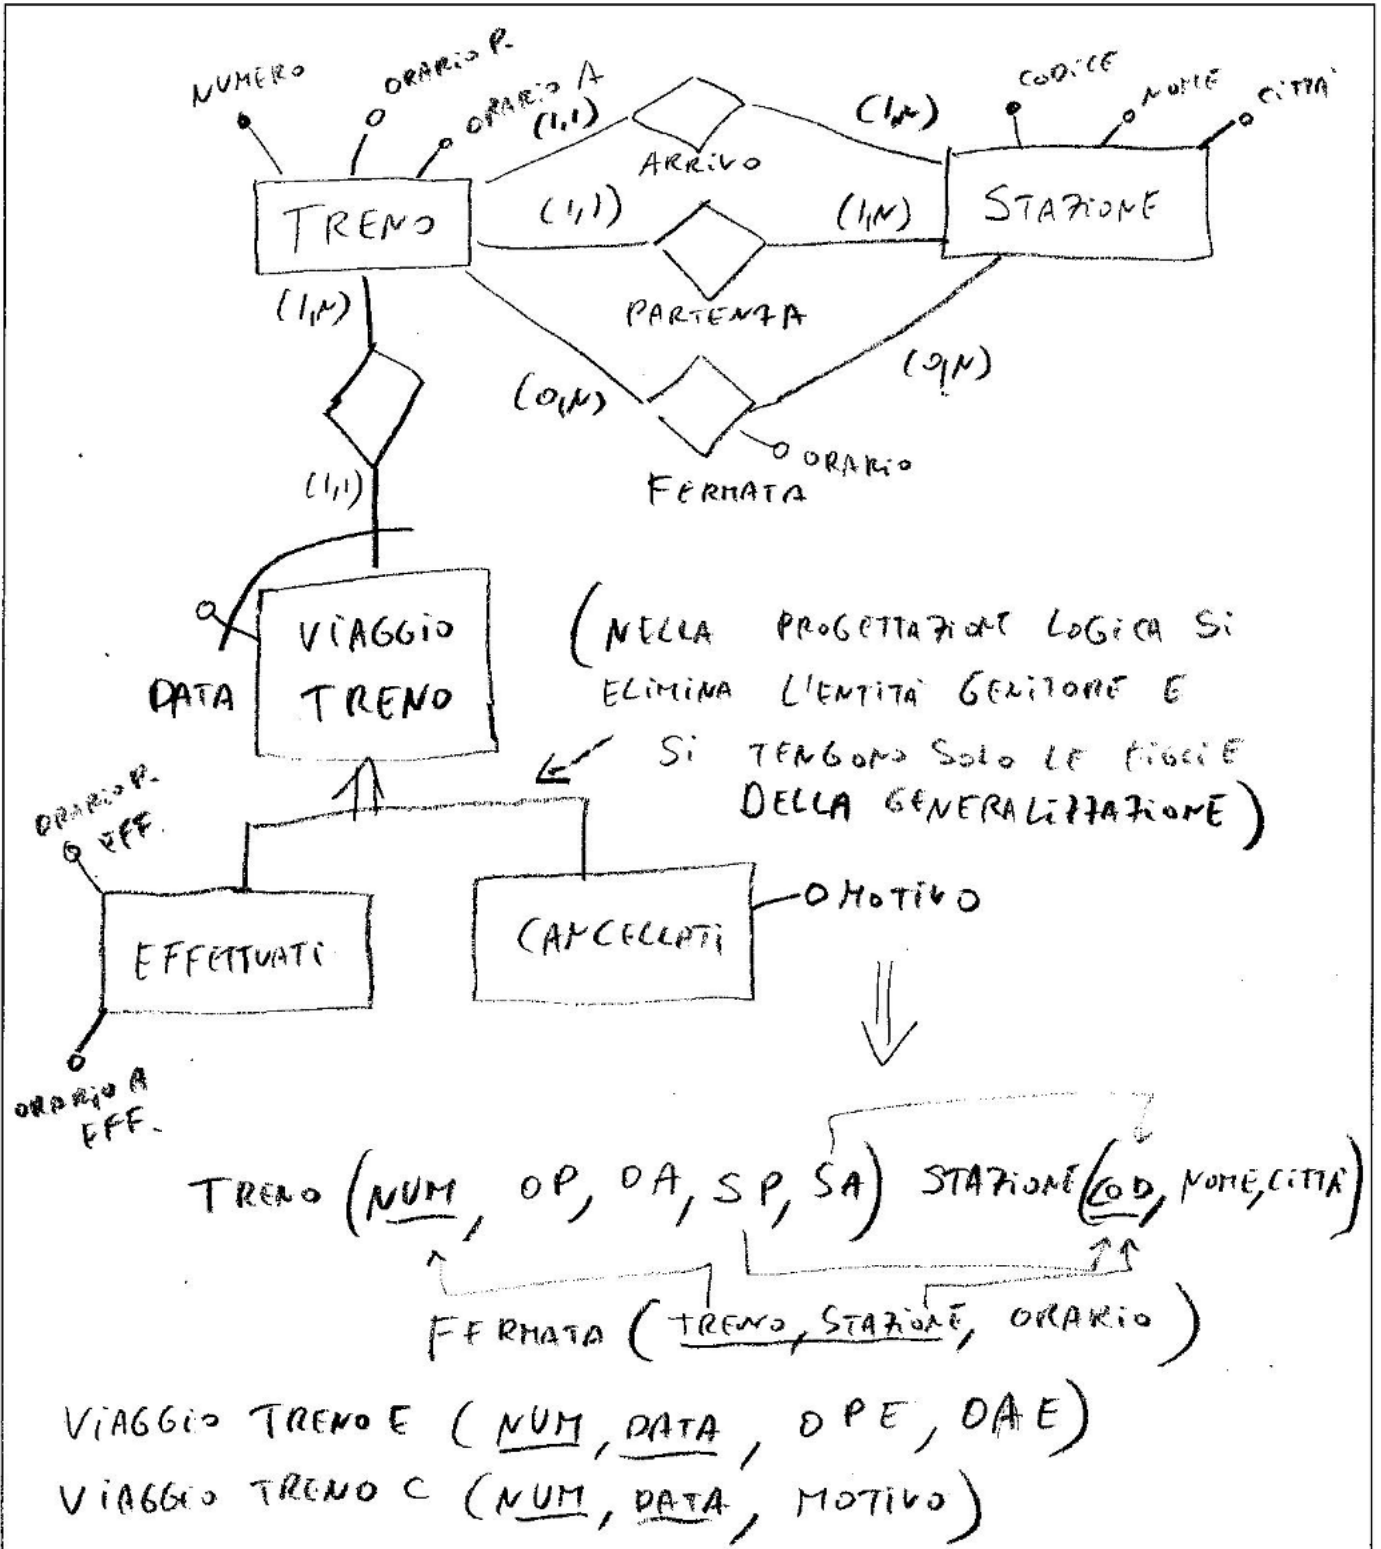 NUMERO
ORARIO P.
ORARIO A
(1,1)
ARRIVO
(1,N)
CODICE
NOME
CITTÀ
TRENO
(1,1)
PARTENZA
(1,N)
STAZIONE
(1,N)
(0,N)
FERMATA
ORARIO
(0,N)
(1,1)
DATA
VIAGGIO
TRENO
(NELLA PROGETTAZIONE LOGICA SI
ELIMINA L'ENTITÀ GENITORE E
SI TENGONO SOLO LE FIGLIE
DELLA GENERALIZZAZIONE)
ORARIO P.
EFF.
EFFETTUATI
CANCELLATI
MOTIVO
ORARIO A
EFF.
TRENO (NUM, OP, OA, SP, SA) STAZIONE (COD, NOME, CITTÀ)
FERMATA (TRENO, STAZIONE, ORARIO)
VIAGGIO TRENO E (NUM, DATA, OPE, OAE)
VIAGGIO TRENO C (NUM, DATA, MOTIVO)